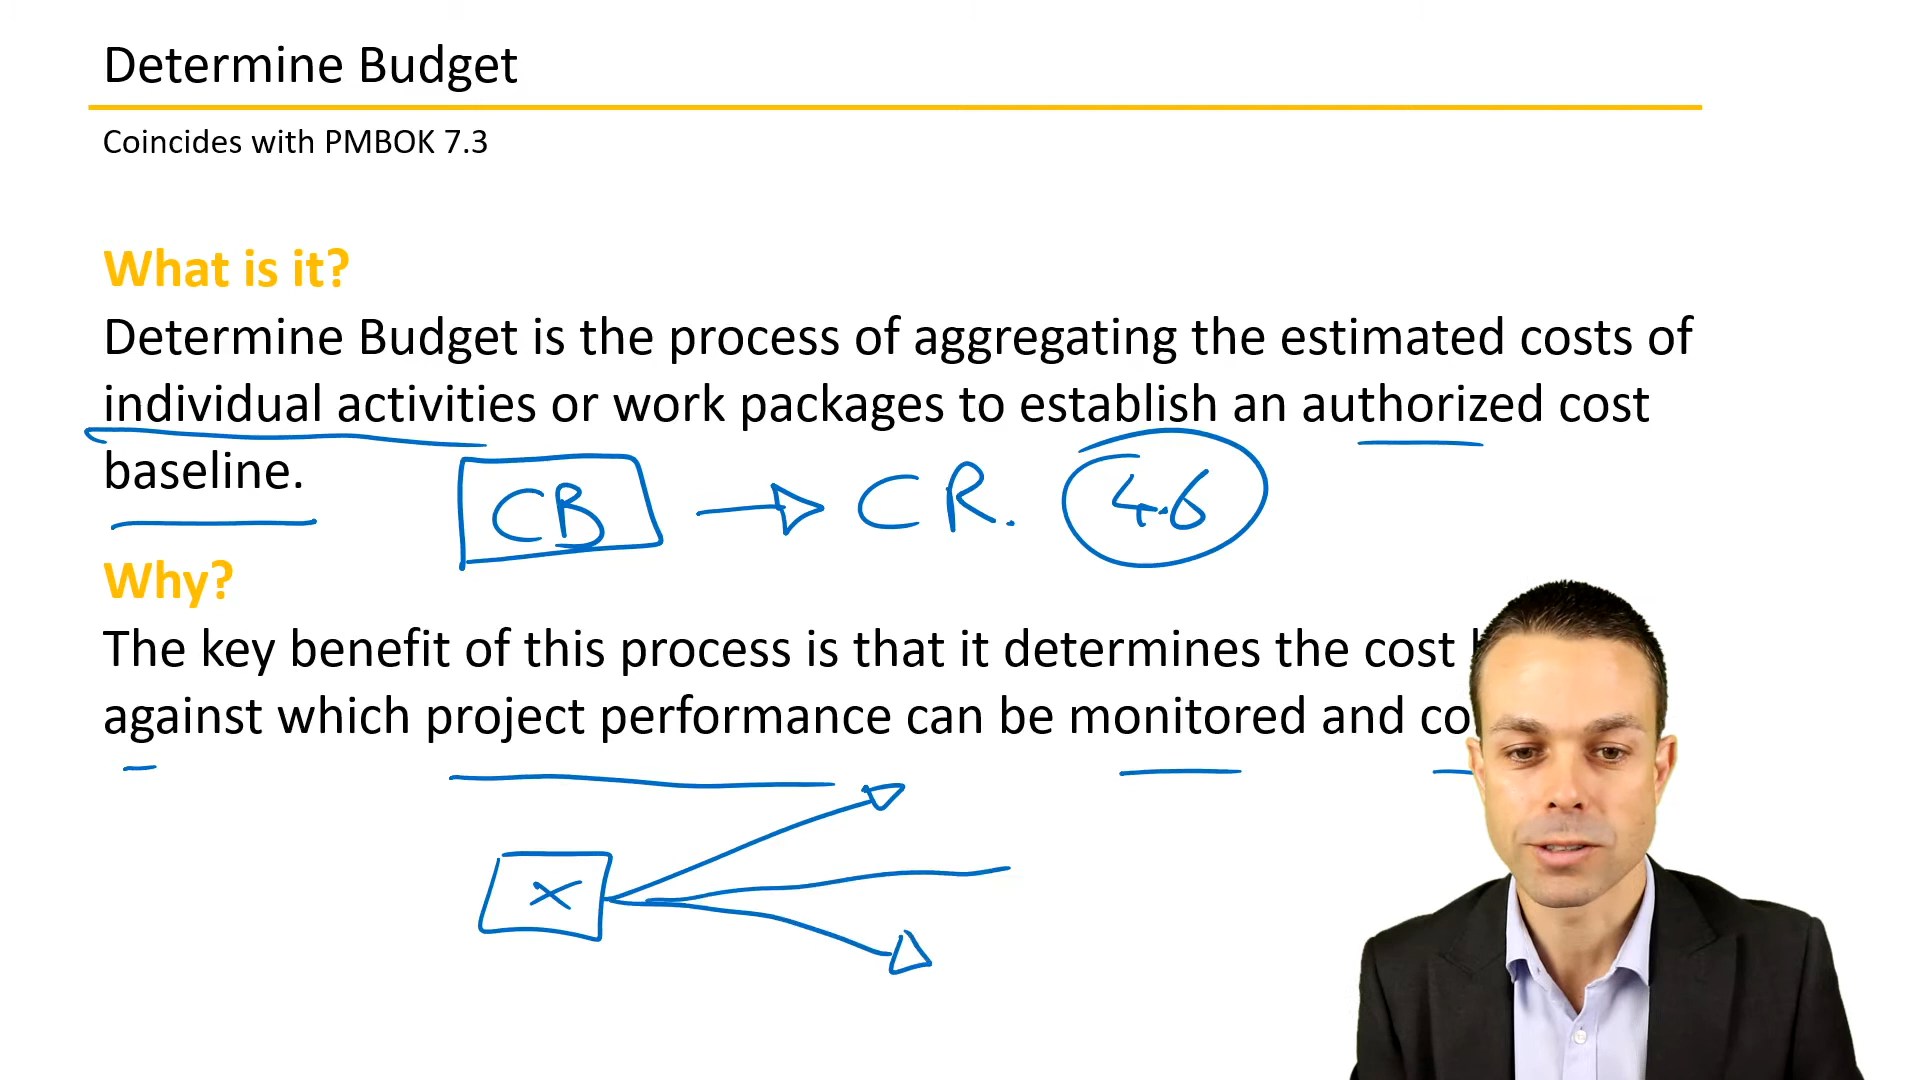 Determine Budget
Coincides with PMBOK 7.3
What is it?
Determine Budget is the process of aggregating the estimated costs of
individual activities or work packages to establish an authorized cost
baseline.
CB → CR. 4.6
Why?
The key benefit of this process is that it determines the cost
against which project performance can be monitored and
X